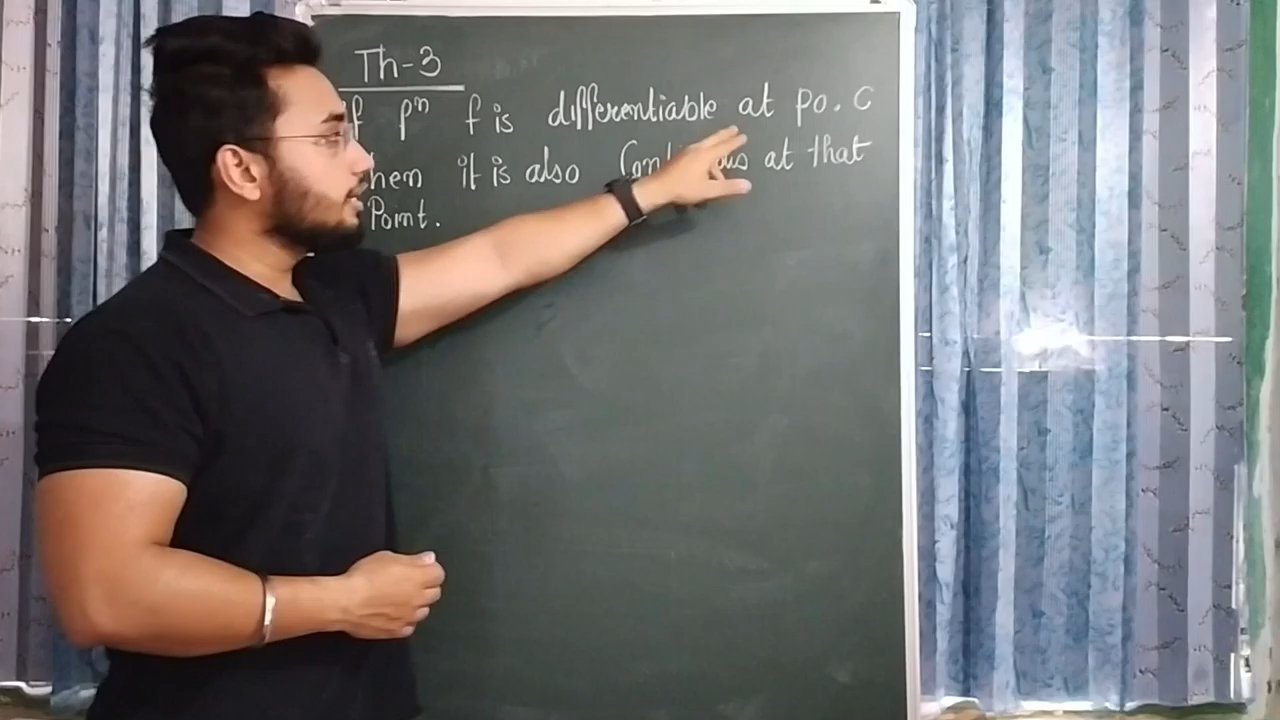 Th-3
if fⁿ f is differentiable at po. C
then it is also Continuous at that
Point.